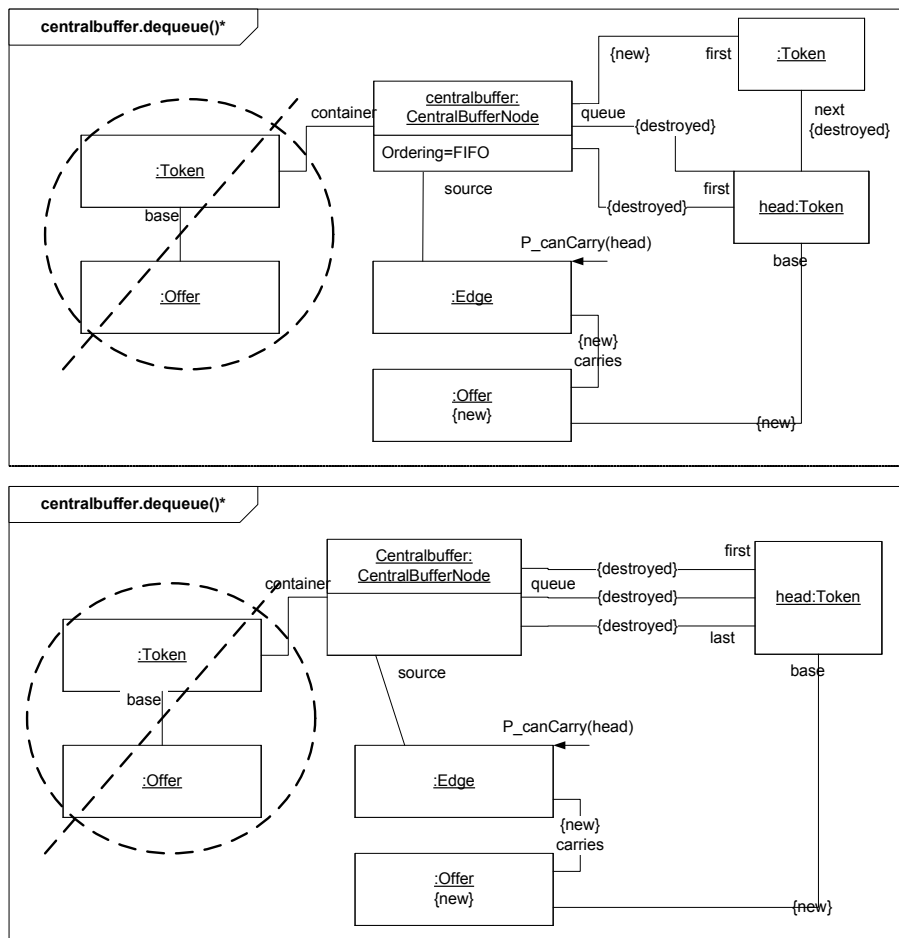 centralbuffer.dequeue()*
{new}
first
:Token
container
centralbuffer:
CentralBufferNode
queue
{destroyed}
next
{destroyed}
:Token
Ordering=FIFO
source
{destroyed}
first
head:Token
base
P_canCarry(head)
base
:Offer
:Edge
{new}
carries
:Offer
{new}
{new}
centralbuffer.dequeue()*
Centralbuffer:
CentralBufferNode
first
{destroyed}
container
queue
{destroyed}
head:Token
:Token
{destroyed}
last
source
base
base
P_canCarry(head)
:Offer
:Edge
{new}
carries
:Offer
{new}
{new}